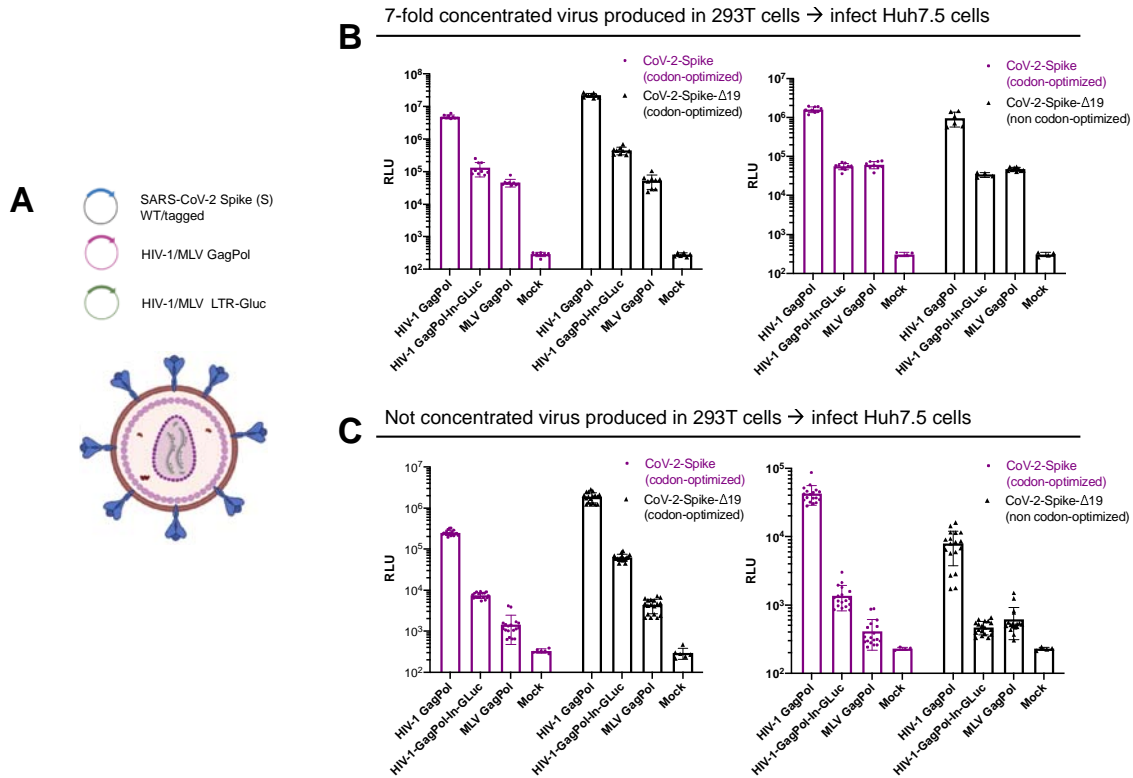 7-fold concentrated virus produced in 293T cells → infect Huh7.5 cells
B
A
SARS-CoV-2 Spike (S)
WT/tagged
HIV-1/MLV GagPol
HIV-1/MLV LTR-Gluc
CoV-2-Spike
(codon-optimized)
CoV-2-Spike-Δ19
(codon-optimized)
RLU
10⁸
10⁷
10⁶
10⁵
10⁴
10³
10²
HIV-1 GagPol
HIV-1 GagPol-In-GLuc
MLV GagPol
Mock
HIV-1 GagPol
HIV-1 GagPol-In-GLuc
MLV GagPol
Mock
CoV-2-Spike
(codon-optimized)
CoV-2-Spike-Δ19
(non codon-optimized)
RLU
10⁷
10⁶
10⁵
10⁴
10³
10²
HIV-1 GagPol
HIV-1 GagPol-In-GLuc
MLV GagPol
Mock
HIV-1 GagPol
HIV-1 GagPol-In-GLuc
MLV GagPol
Mock
Not concentrated virus produced in 293T cells → infect Huh7.5 cells
C
CoV-2-Spike
(codon-optimized)
CoV-2-Spike-Δ19
(codon-optimized)
RLU
10⁷
10⁶
10⁵
10⁴
10³
10²
HIV-1 GagPol
HIV-1-GagPol-In-GLuc
MLV GagPol
Mock
HIV-1 GagPol
HIV-1-GagPol-In-GLuc
MLV GagPol
Mock
CoV-2-Spike
(codon-optimized)
CoV-2-Spike-Δ19
(non codon-optimized)
RLU
10⁵
10⁴
10³
10²
HIV-1 GagPol
HIV-1-GagPol-In-GLuc
MLV GagPol
Mock
HIV-1 GagPol
HIV-1-GagPol-In-GLuc
MLV GagPol
Mock